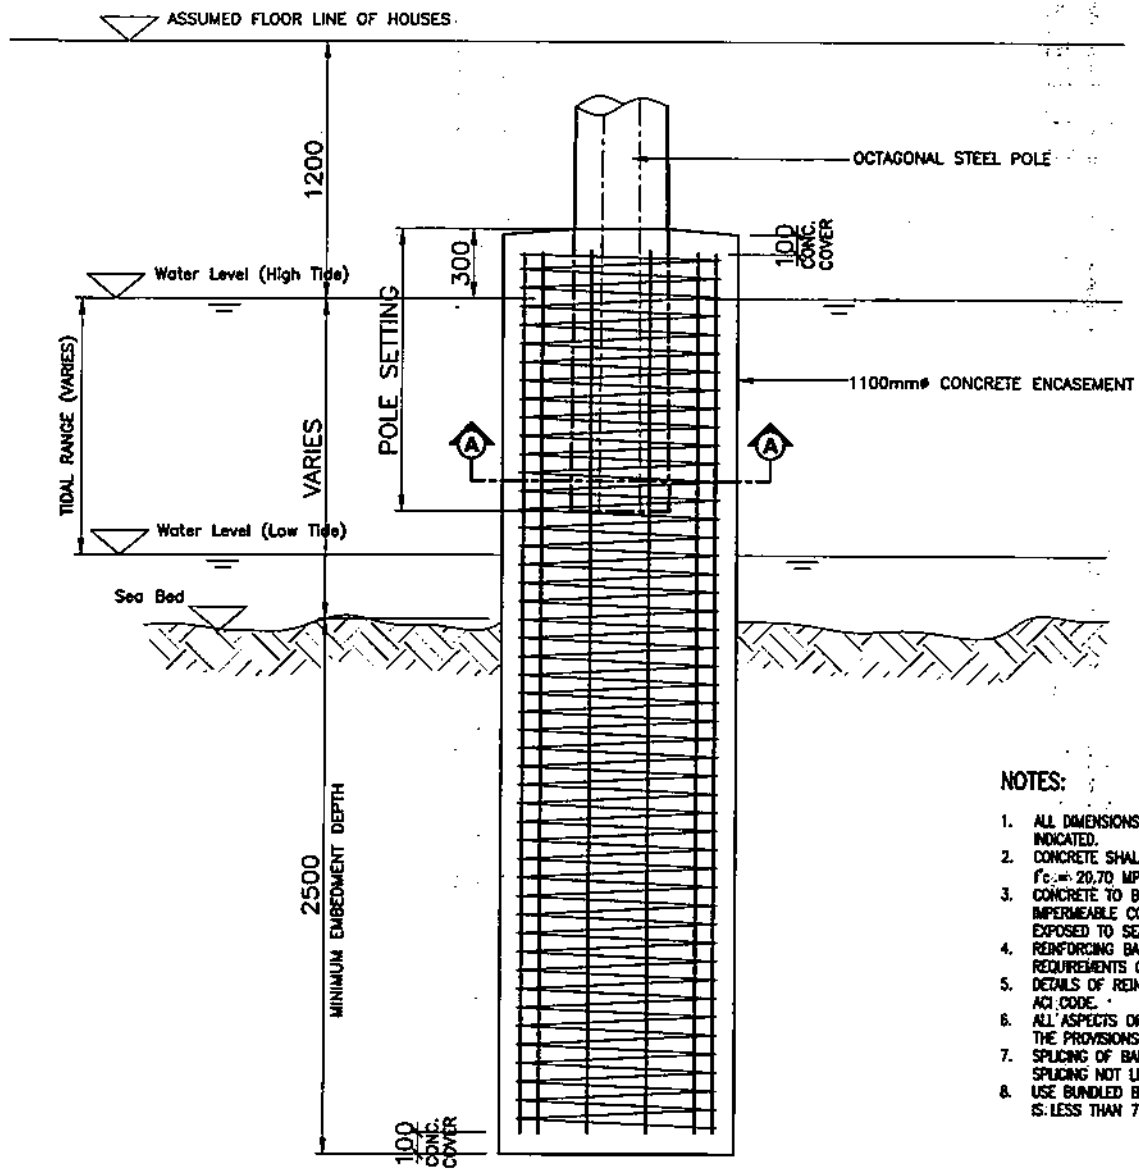 ASSUMED FLOOR LINE OF HOUSES
1200
OCTAGONAL STEEL POLE
300
100
CONC.
COVER
Water Level (High Tide)
POLE SETTING
TIDAL RANGE (VARIES)
VARIES
1100mmø CONCRETE ENCASEMENT
A
A
Water Level (Low Tide)
Sea Bed
2500
MINIMUM EMBEDMENT DEPTH
100
CONC.
COVER
NOTES:
1. ALL DIMENSIONS
INDICATED.
2. CONCRETE SHAL
f'c = 20.70 MP
3. CONCRETE TO B
IMPERMEABLE CO
EXPOSED TO SE
4. REINFORCING BA
REQUIREMENTS O
5. DETAILS OF REIN
ACI CODE.
6. ALL ASPECTS OF
THE PROVISIONS
7. SPLICING OF BA
SPLICING NOT L
8. USE BUNDLED B
IS LESS THAN 7